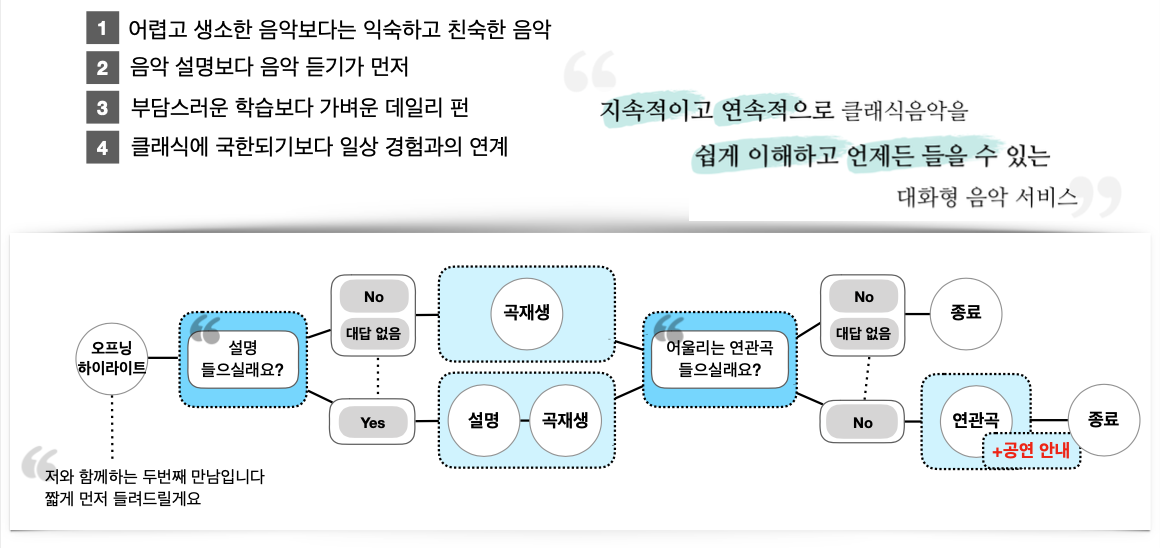 1 어렵고 생소한 음악보다는 익숙하고 친숙한 음악
2 음악 설명보다 음악 듣기가 먼저
3 부담스러운 학습보다 가벼운 데일리 펀
4 클래식에 국한되기보다 일상 경험과의 연계
“
지속적이고 연속적으로 클래식음악을
쉽게 이해하고 언제든 들을 수 있는
대화형 음악 서비스
”
오프닝
하이라이트
“
저와 함께하는 두번째 만남입니다
짧게 먼저 들려드릴게요
“
설명
들으실래요?
No
대답 없음
Yes
곡재생
설명
곡재생
“
어울리는 연관곡
들으실래요?
No
대답 없음
종료
No
연관곡
+공연 안내
종료